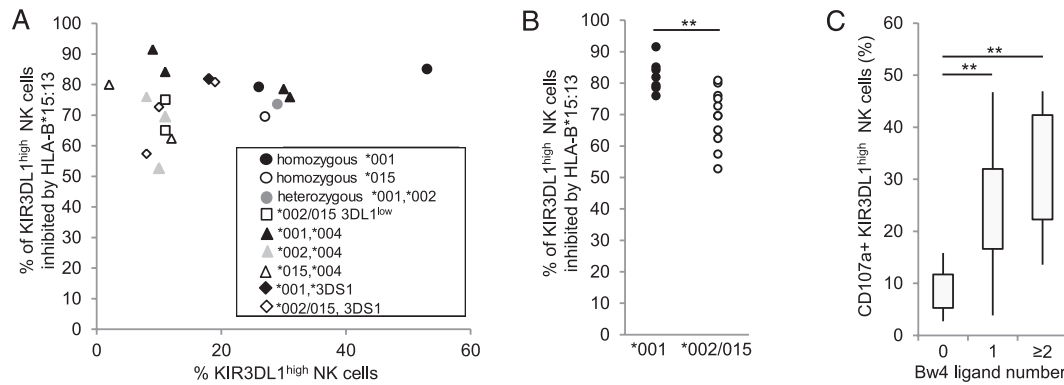 A
% of KIR3DL1high NK cells
inhibited by HLA-B*15:13
100
90
80
70
60
50
40
30
20
10
0
0
20
40
60
% KIR3DL1high NK cells
homozygous *001
homozygous *015
heterozygous *001,*002
*002/015 3DL1low
*001,*004
*002,*004
*015,*004
*001,*3DS1
*002/015, 3DS1
B
% of KIR3DL1high NK cells
inhibited by HLA-B*15:13
100
90
80
70
60
50
40
30
20
10
0
**
*001
*002/015
C
CD107a+ KIR3DL1high NK cells (%)
60
50
40
30
20
10
0
**
**
0
1
≥2
Bw4 ligand number